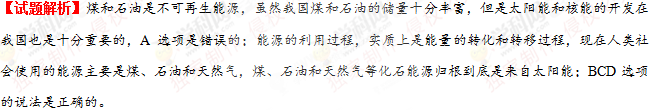 【试题解析】煤和石油是不可再生能源，虽然我国煤和石油的储量十分丰富，但是太阳能和核能的开发在
我国也是十分重要的，A 选项是错误的；能源的利用过程，实质上是能量的转化和转移过程，现在人类社
会使用的能源主要是煤、石油和天然气，煤、石油和天然气等化石能源归根到底是来自太阳能；BCD 选项
的说法是正确的。